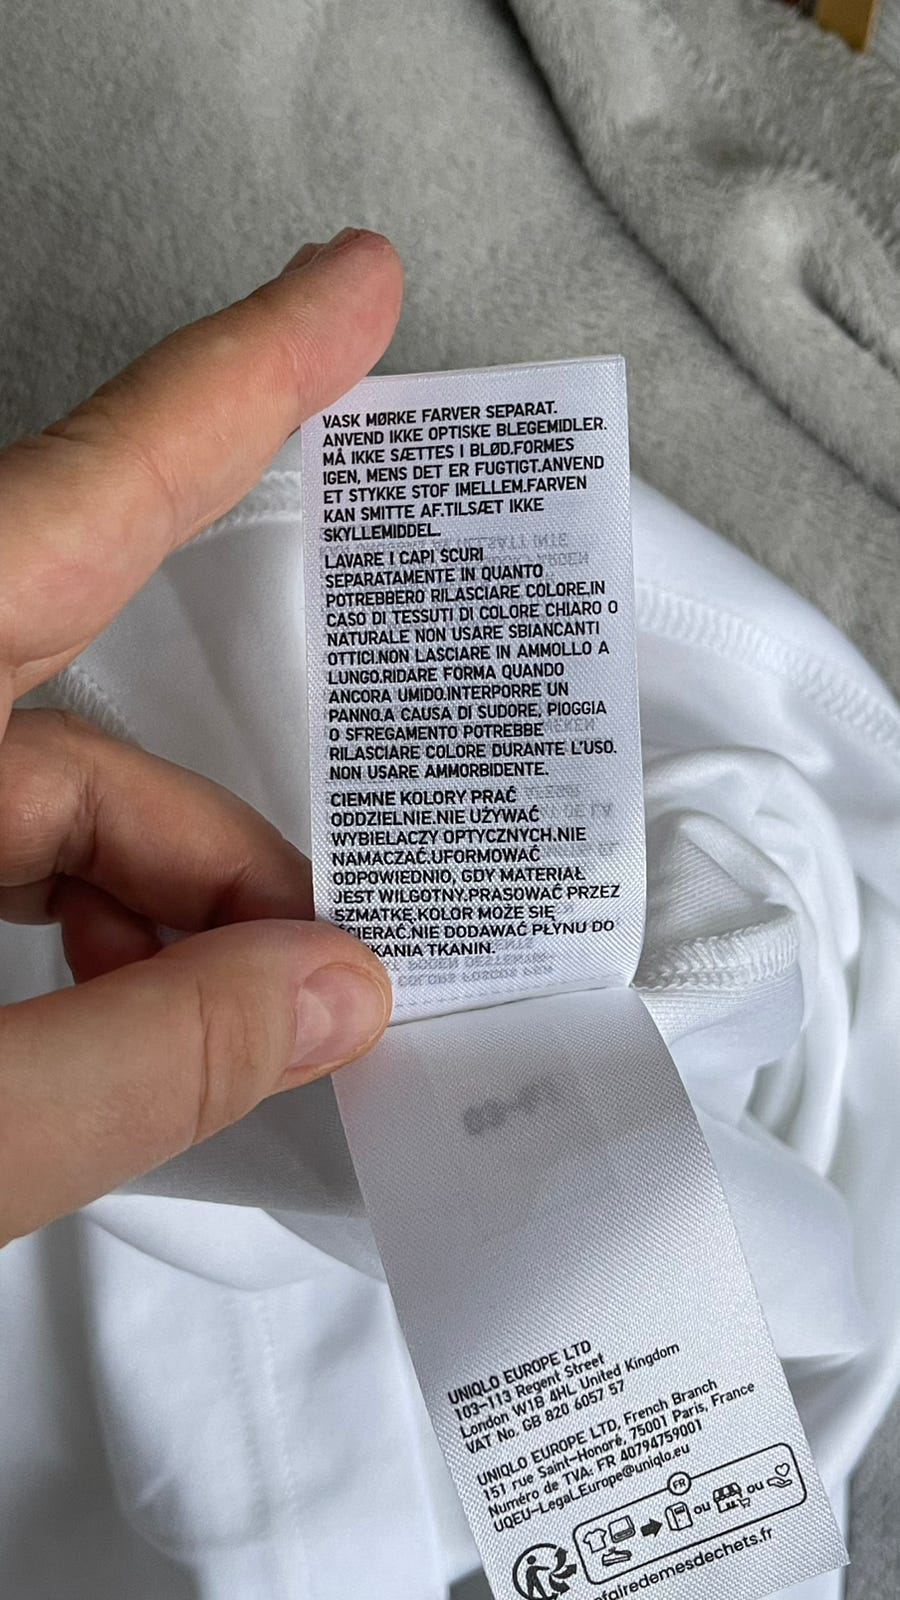 VASK MØRKE FARVER SEPARAT.
ANVEND IKKE OPTISKE BLEGEMIDLER.
MÅ IKKE SÆTTES I BLØD.FORMES
IGEN, MENS DET ER FUGTIGT.ANVEND
ET STYKKE STOF IMELLEM.FARVEN
KAN SMITTE AF.TILSÆT IKKE
SKYLLEMIDDEL.
LAVARE I CAPI SCURI
SEPARATAMENTE IN QUANTO
POTREBBERO RILASCIARE COLORE.IN
CASO DI TESSUTI DI COLORE CHIARO O
NATURALE NON USARE SBIANCANTI
OTTICI.NON LASCIARE IN AMMOLLO A
LUNGO.RIDARE FORMA QUANDO
ANCORA UMIDO.INTERPORRE UN
PANNO.A CAUSA DI SUDORE, PIOGGIA
O SFREGAMENTO POTREBBE
RILASCIARE COLORE DURANTE L'USO.
NON USARE AMMORBIDENTE.
CIEMNE KOLORY PRAĆ
ODDZIELNIE.NIE UŻYWAĆ
WYBIELACZY OPTYCZNYCH.NIE
NAMACZAĆ.UFORMOWAĆ
ODPOWIEDNIO, GDY MATERIAŁ
JEST WILGOTNY.PRASOWAĆ PRZEZ
SZMATKĘ.KOLOR MOŻE SIĘ
ŚCIERAĆ.NIE DODAWAĆ PŁYNU DO
KANIA TKANIN.
UNIQLO EUROPE LTD
103-113 Regent Street
London W1B 4HL United Kingdom
VAT No. GB 820 6057 57
UNIQLO EUROPE LTD, French Branch
151 rue Saint-Honoré, 75001 Paris, France
Numéro de TVA: FR 40794759001
UQEU-Legal.Europe@uniqlo.eu
FR
ou ou
efairedemesdechets.fr